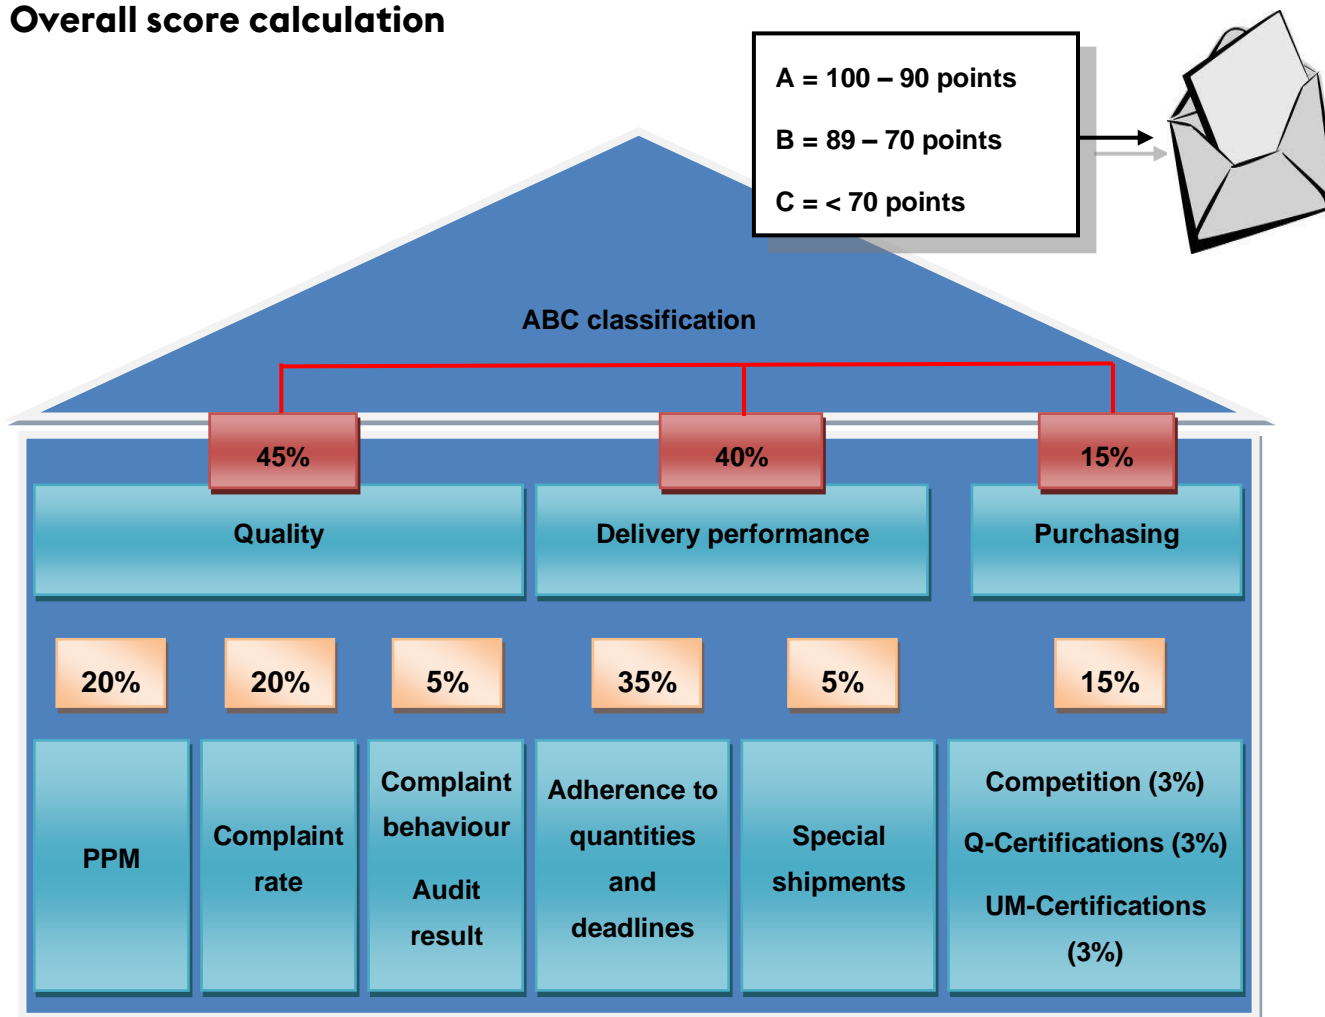 Overall score calculation
A = 100 – 90 points
B = 89 – 70 points
C = < 70 points
ABC classification
45%
40%
15%
Quality
Delivery performance
Purchasing
20%
20%
5%
35%
5%
15%
PPM
Complaint
rate
Complaint
behaviour
Audit
result
Adherence to
quantities
and
deadlines
Special
shipments
Competition (3%)
Q-Certifications (3%)
UM-Certifications
(3%)